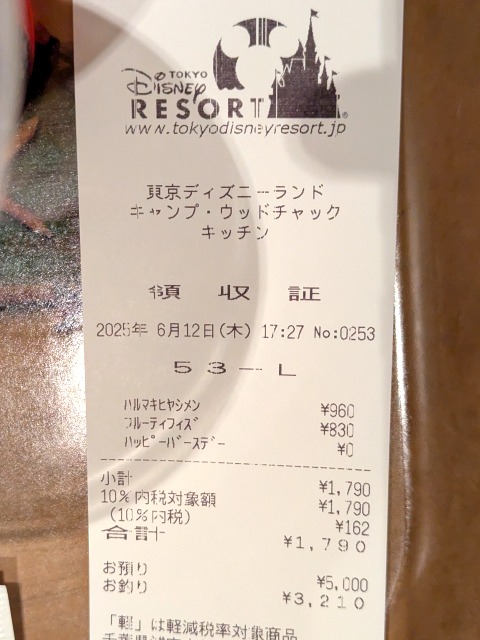 TOKYO
Disney
RESORT®
www.tokyodisneyresort.jp
東京ディズニーランド
キャンプ・ウッドチャック
キッチン
領収証
2025年 6月12日(木) 17:27 No:0253
53-L
ﾊﾙﾏｷﾋﾔｼﾒﾝ ¥960
ﾌﾙｰﾃｨﾌｨｽﾞ ¥830
ﾊｯﾋﾟｰﾊﾞｰｽデｰ ¥0
小計 ¥1,790
10%内税対象額 ¥1,790
(10%内税) ¥162
合計 ¥1,790
お預り ¥5,000
お釣り ¥3,210
「軽」は軽減税率対象商品